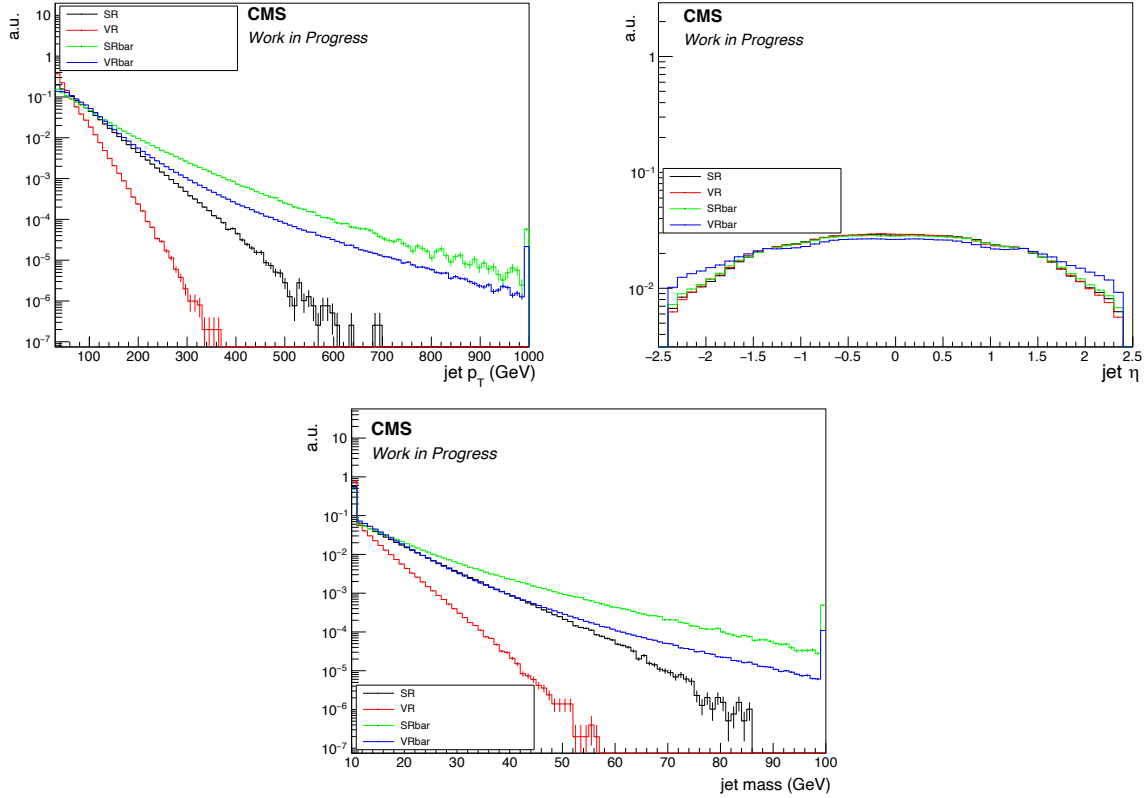 a.u.
10
1
10⁻¹
10⁻²
10⁻³
10⁻⁴
10⁻⁵
10⁻⁶
10⁻⁷
SR
VR
SRbar
VRbar
CMS
Work in Progress
100 200 300 400 500 600 700 800 900 1000
jet p_T (GeV)
a.u.
1
10⁻¹
10⁻²
CMS
Work in Progress
SR
VR
SRbar
VRbar
−2.5 −2 −1.5 −1 −0.5 0 0.5 1 1.5 2 2.5
jet η
a.u.
10
1
10⁻¹
10⁻²
10⁻³
10⁻⁴
10⁻⁵
10⁻⁶
10⁻⁷
CMS
Work in Progress
SR
VR
SRbar
VRbar
10 20 30 40 50 60 70 80 90 100
jet mass (GeV)